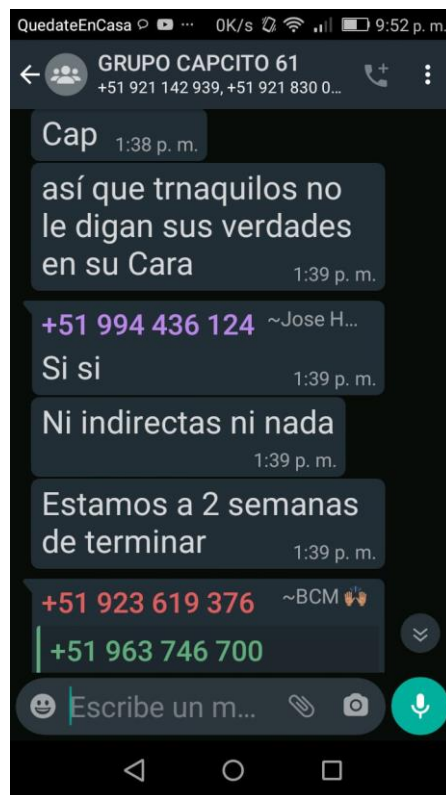 QuedateEnCasa ... 0K/s 9:52 p. m.
GRUPO CAPCITO 61
+51 921 142 939, +51 921 830 0...
Cap 1:38 p. m.
así que trnaquilos no
le digan sus verdades
en su Cara 1:39 p. m.
+51 994 436 124 ~Jose H...
Si si 1:39 p. m.
Ni indirectas ni nada
1:39 p. m.
Estamos a 2 semanas
de terminar 1:39 p. m.
+51 923 619 376 ~BCM 🙌🏽
+51 963 746 700
Escribe un m...